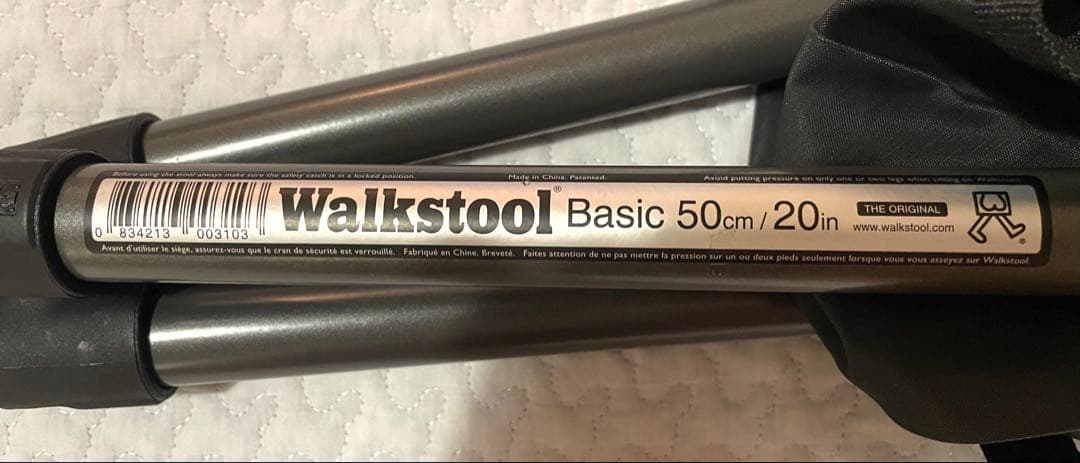 Before using the stool always make sure the safety catch is in a locked position. Made in China. Patented. Avoid putting pressure on only one or two legs when sitting on Walkstool.
0 834213 003103
Walkstool® Basic 50cm / 20in
THE ORIGINAL
www.walkstool.com
Avant d'utiliser le siège, assurez-vous que le cran de sécurité est verrouillé. Fabriqué en Chine. Breveté. Faites attention de ne pas mettre la pression sur un ou deux pieds seulement lorsque vous vous asseyez sur Walkstool.